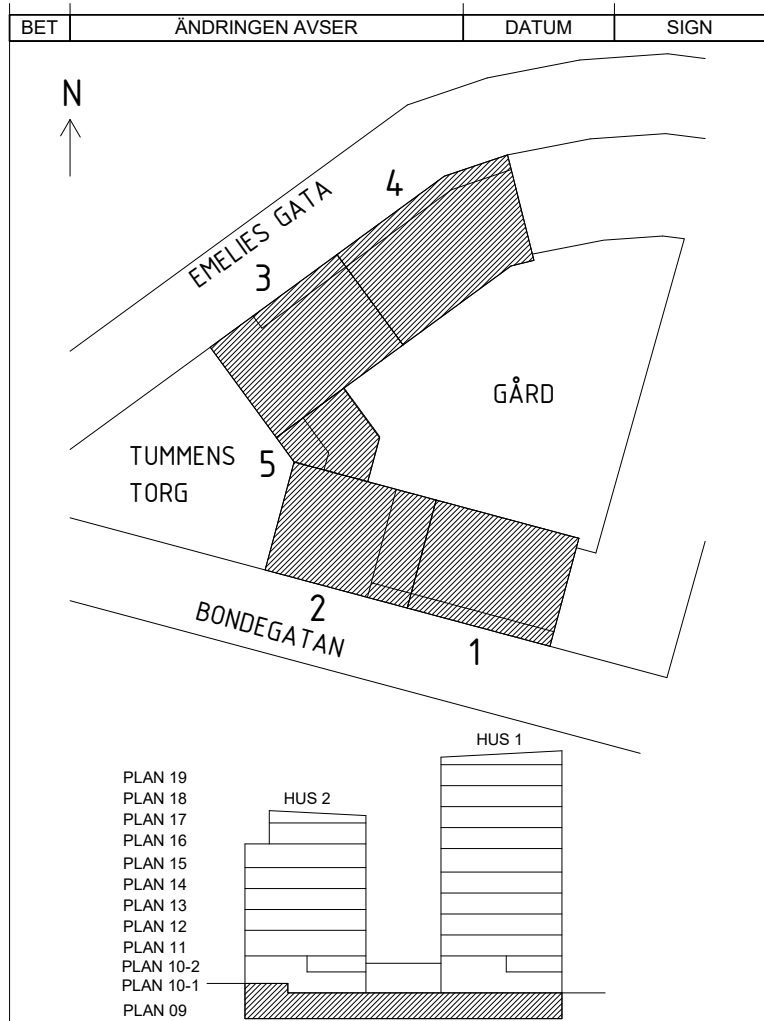 BET ÄNDRINGEN AVSER DATUM SIGN
N
4
EMELIES GATA
3
GÅRD
TUMMENS
TORG
5
2
BONDEGATAN
1
HUS 1
PLAN 19
PLAN 18
HUS 2
PLAN 17
PLAN 16
PLAN 15
PLAN 14
PLAN 13
PLAN 12
PLAN 11
PLAN 10-2
PLAN 10-1
PLAN 09